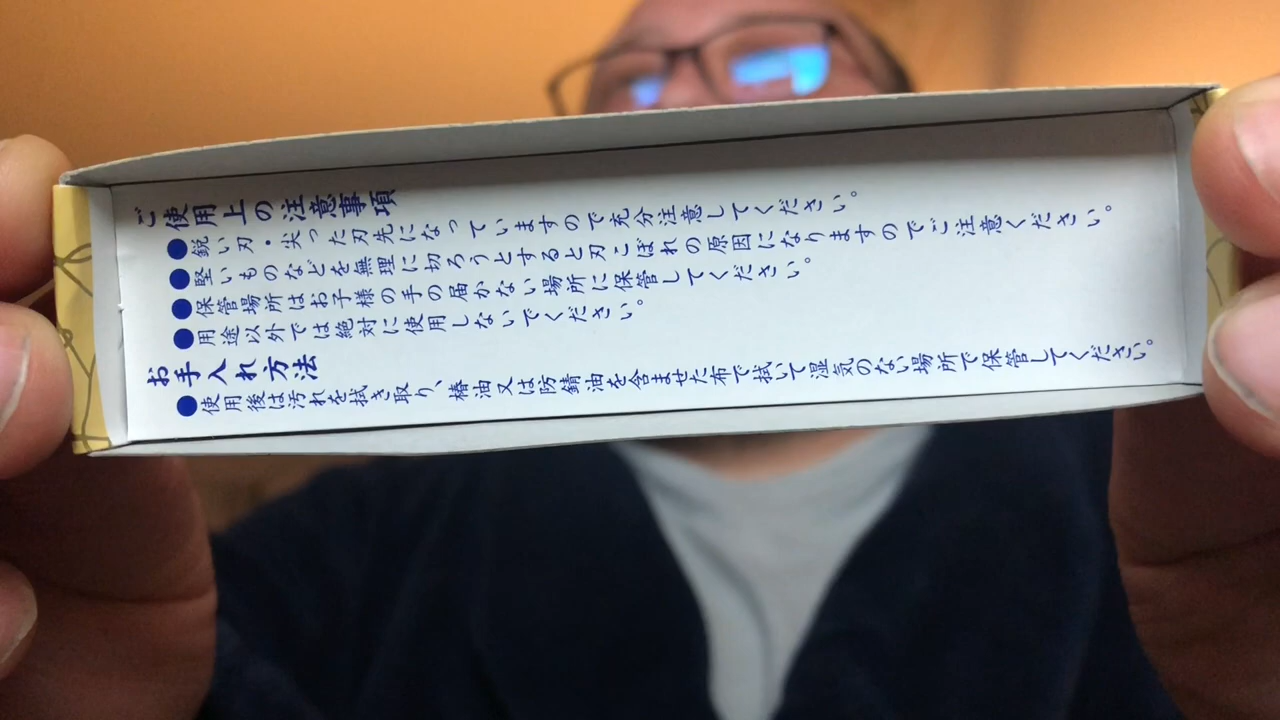 ご使用上の注意事項
●鋭い刃・尖った刃先になっていますので充分注意してください。
●堅いものなどを無理に切ろうとすると刃こぼれの原因になりますのでご注意ください。
●保管場所はお子様の手の届かない場所に保管してください。
●用途以外では絶対に使用しないでください。
お手入れ方法
●使用後は汚れを拭き取り、椿油又は防錆油を含ませた布で拭いて湿気のない場所で保管してください。